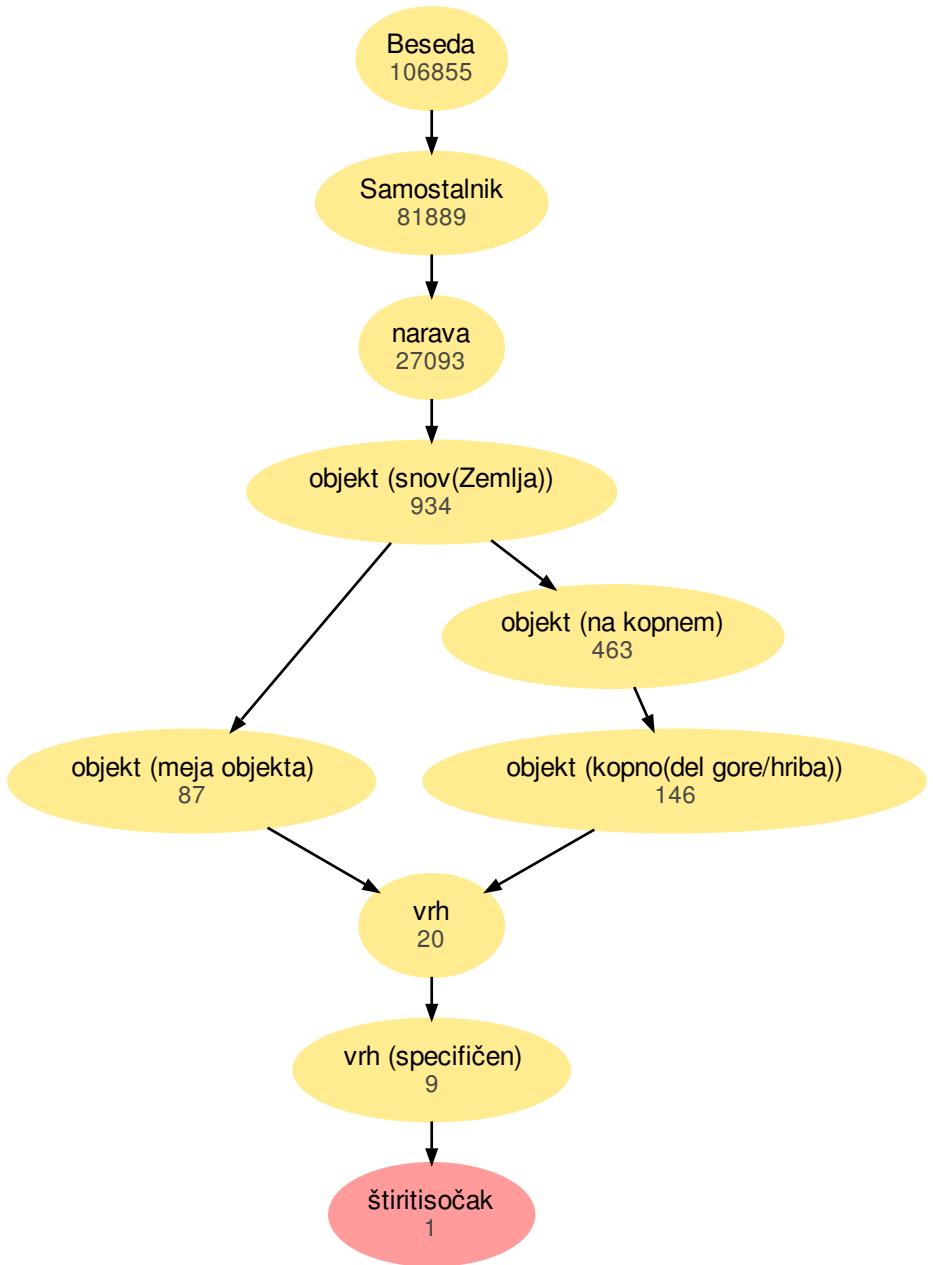 Beseda
106855
Samostalnik
81889
narava
27093
objekt (snov(Zemlja))
934
objekt (na kopnem)
463
objekt (meja objekta)
87
objekt (kopno(del gore/hriba))
146
vrh
20
vrh (specifičen)
9
štiritisočak
1